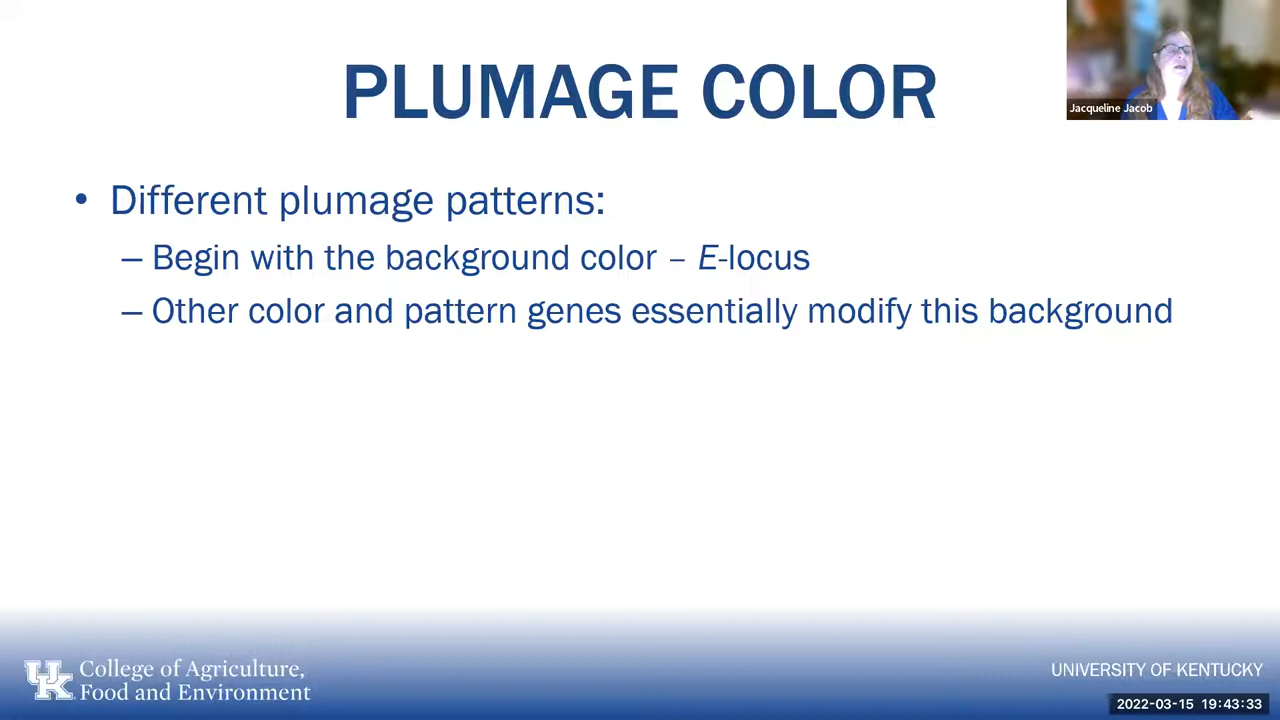 PLUMAGE COLOR
Jacqueline Jacob
• Different plumage patterns:
– Begin with the background color – E-locus
– Other color and pattern genes essentially modify this background
UK
College of Agriculture,
Food and Environment
UNIVERSITY OF KENTUCKY
2022-03-15 19:43:33